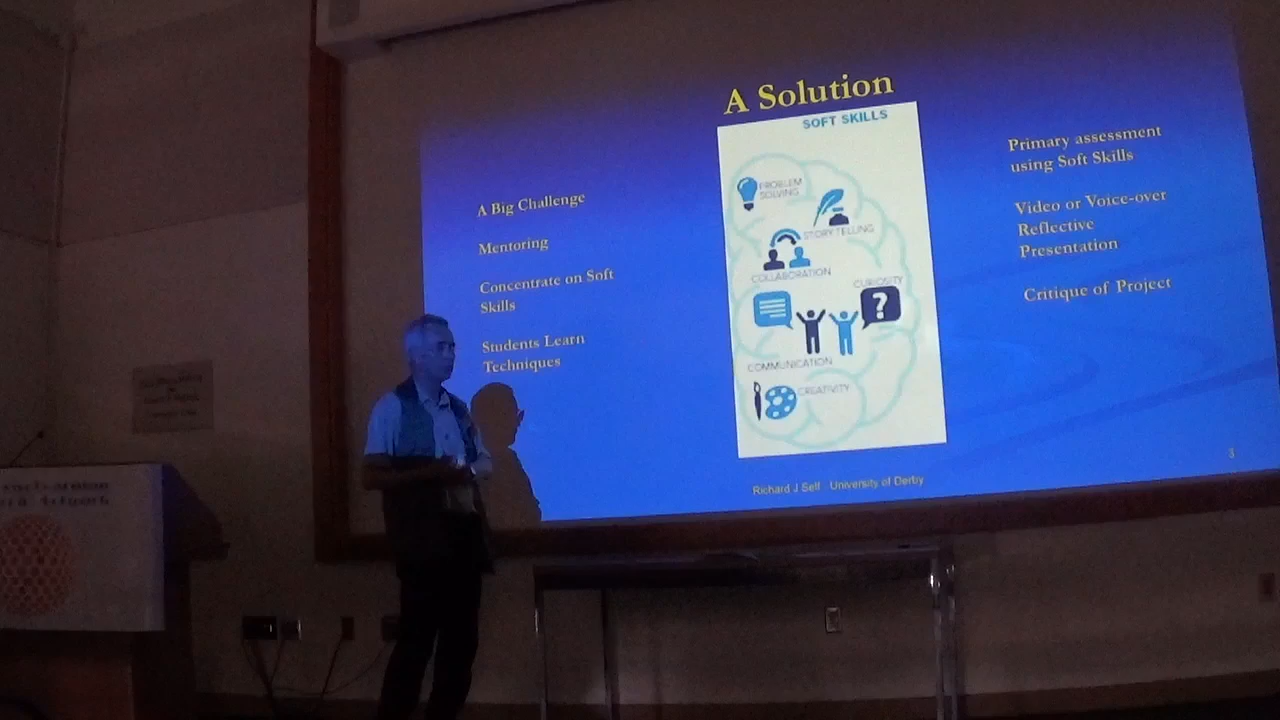 A Solution
A Big Challenge
Mentoring
Concentrate on Soft
Skills
Students Learn
Techniques
SOFT SKILLS
PROBLEM
SOLVING
STORY TELLING
COLLABORATION
CURIOSITY
?
COMMUNICATION
CREATIVITY
Primary assessment
using Soft Skills
Video or Voice-over
Reflective
Presentation
Critique of Project
Richard J Self University of Derby
3